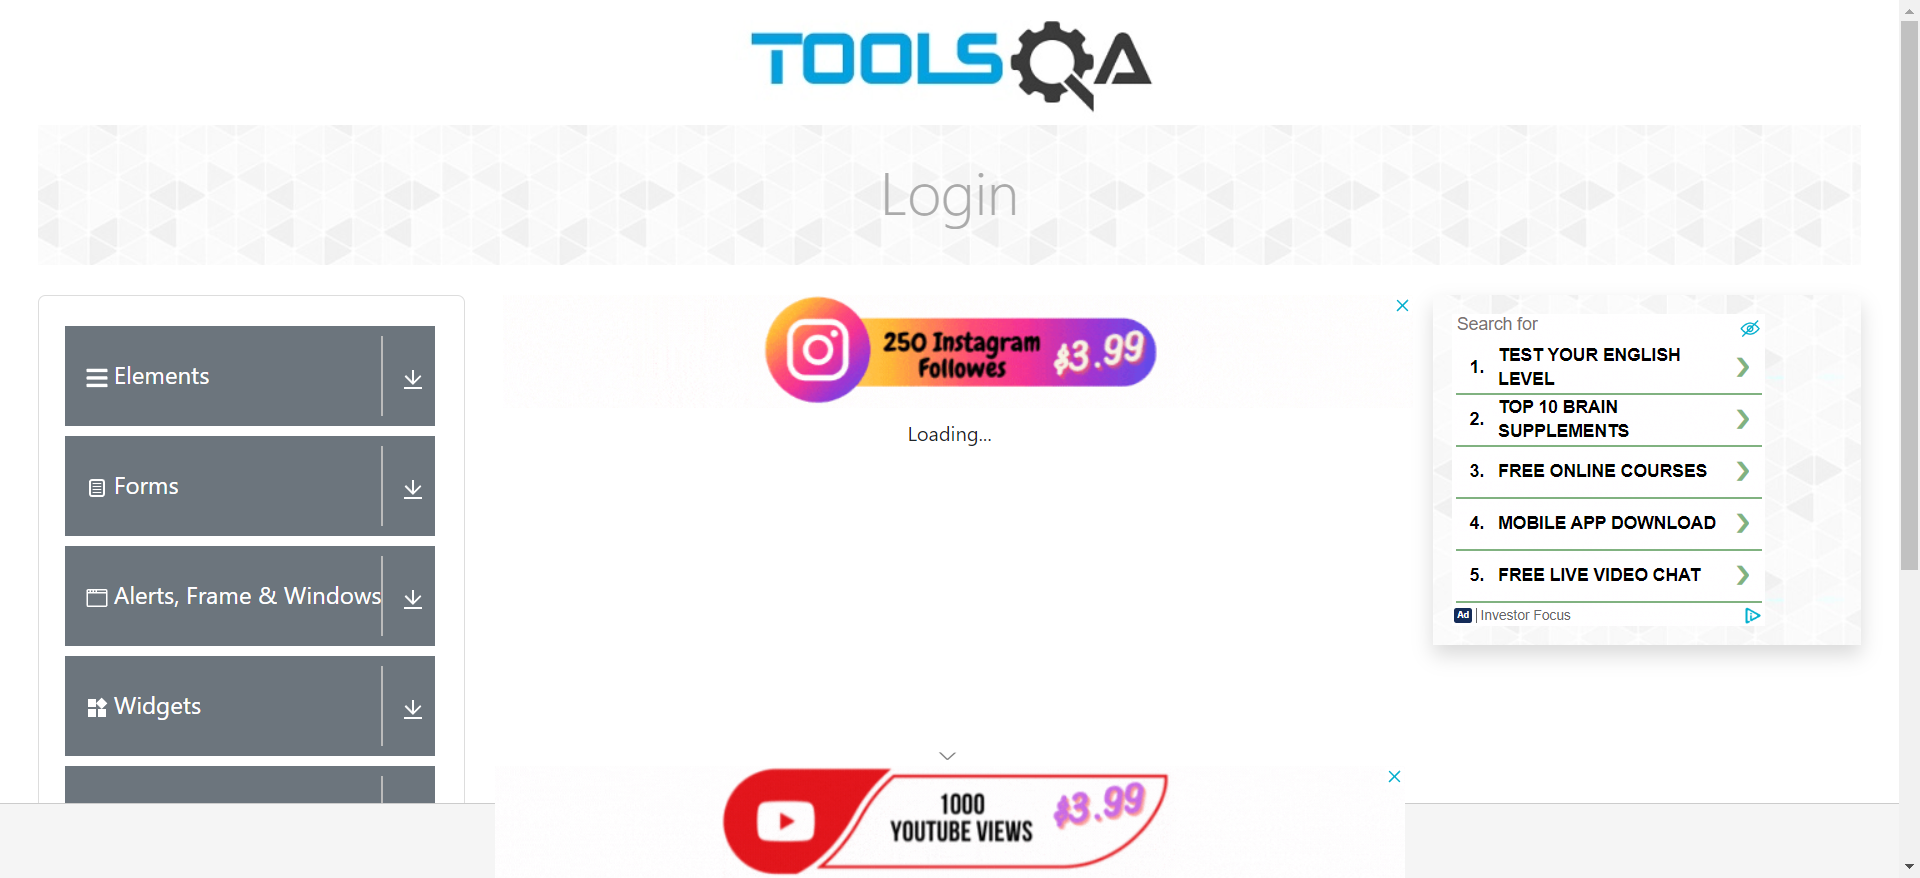 TOOLSQA
Login
Elements
Forms
Alerts, Frame & Windows
Widgets
250 Instagram
Followes
$3.99
Loading...
Search for
1. TEST YOUR ENGLISH
LEVEL
2. TOP 10 BRAIN
SUPPLEMENTS
3. FREE ONLINE COURSES
4. MOBILE APP DOWNLOAD
5. FREE LIVE VIDEO CHAT
Ad | Investor Focus
1000
YOUTUBE VIEWS
$3.99